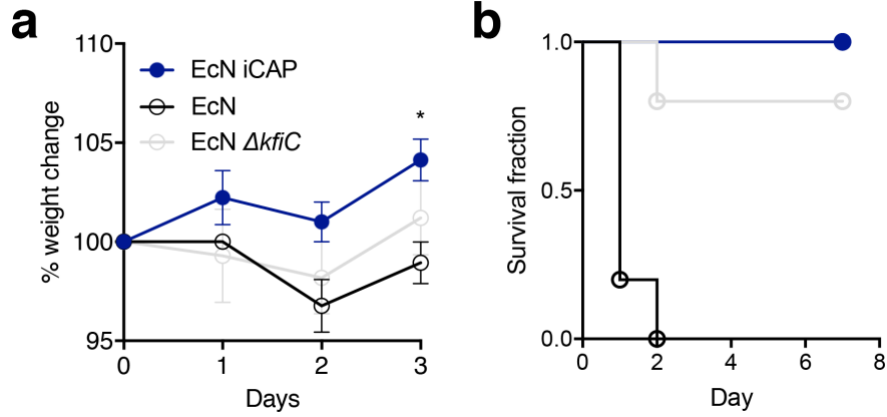 a
110
105
100
95
% weight change
EcN iCAP
EcN
EcN ΔkfiC
*
0 1 2 3
Days
b
1.0
0.5
0.0
Survival fraction
0 2 4 6 8
Day